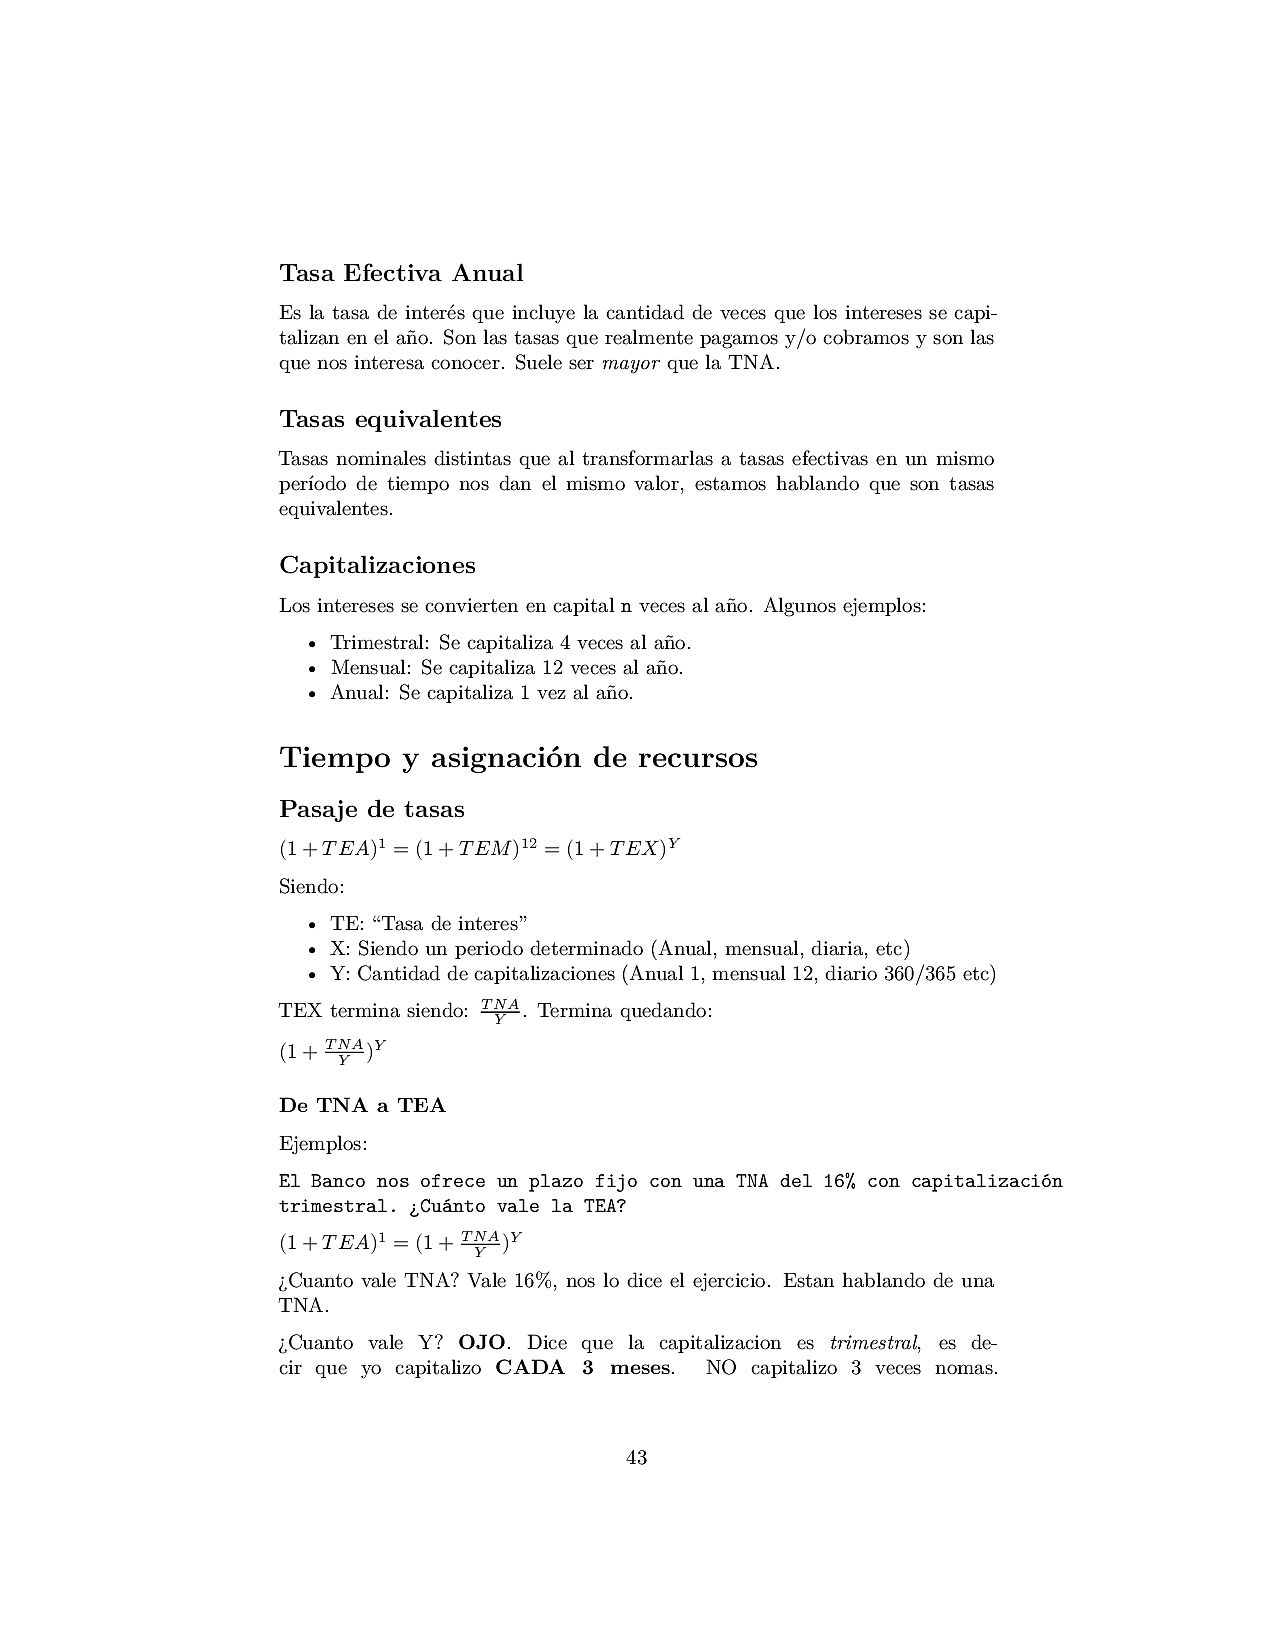 Tasa Efectiva Anual
Es la tasa de interés que incluye la cantidad de veces que los intereses se capi-
talizan en el año. Son las tasas que realmente pagamos y/o cobramos y son las
que nos interesa conocer. Suele ser mayor que la TNA.
Tasas equivalentes
Tasas nominales distintas que al transformarlas a tasas efectivas en un mismo
período de tiempo nos dan el mismo valor, estamos hablando que son tasas
equivalentes.
Capitalizaciones
Los intereses se convierten en capital n veces al año. Algunos ejemplos:
• Trimestral: Se capitaliza 4 veces al año.
• Mensual: Se capitaliza 12 veces al año.
• Anual: Se capitaliza 1 vez al año.
Tiempo y asignación de recursos
Pasaje de tasas
$(1 + TEA)^1 = (1 + TEM)^{12} = (1 + TEX)^Y$
Siendo:
• TE: “Tasa de interes”
• X: Siendo un periodo determinado (Anual, mensual, diaria, etc)
• Y: Cantidad de capitalizaciones (Anual 1, mensual 12, diario 360/365 etc)
TEX termina siendo: $\frac{TNA}{Y}$. Termina quedando:
$(1 + \frac{TNA}{Y})^Y$
De TNA a TEA
Ejemplos:
El Banco nos ofrece un plazo fijo con una TNA del 16% con capitalización
trimestral. ¿Cuánto vale la TEA?
$(1 + TEA)^1 = (1 + \frac{TNA}{Y})^Y$
¿Cuanto vale TNA? Vale 16%, nos lo dice el ejercicio. Estan hablando de una
TNA.
¿Cuanto vale Y? OJO. Dice que la capitalizacion es trimestral, es de-
cir que yo capitalizo CADA 3 meses. NO capitalizo 3 veces nomas.
43